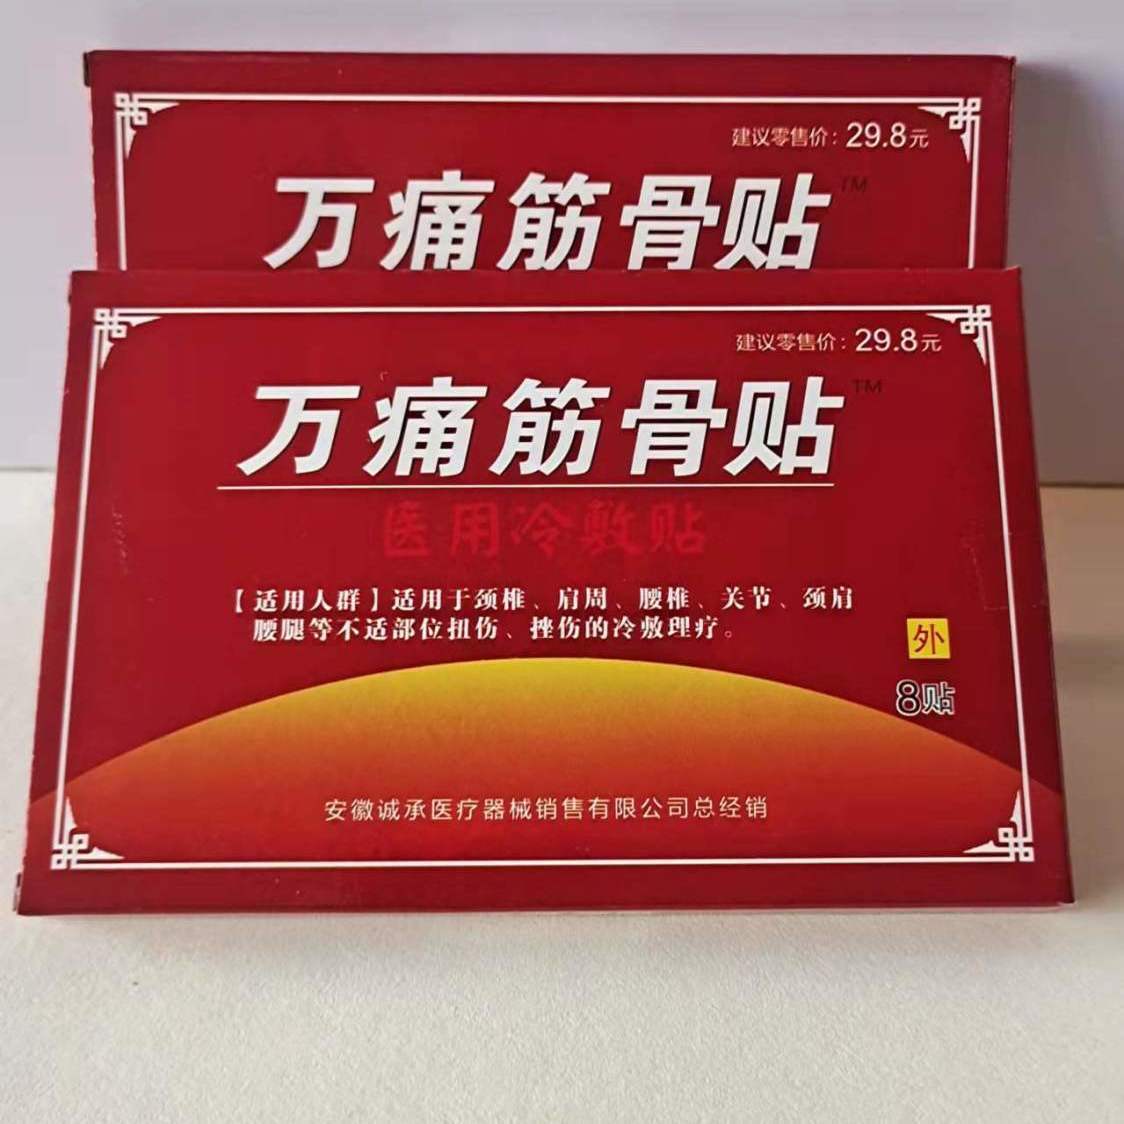 建议零售价：29.8元
万痛筋骨贴™
建议零售价：29.8元
万痛筋骨贴™
医用冷敷贴
【适用人群】适用于颈椎、肩周、腰椎、关节、颈肩
腰腿等不适部位扭伤、挫伤的冷敷理疗。
外
8贴
安徽诚承医疗器械销售有限公司总经销